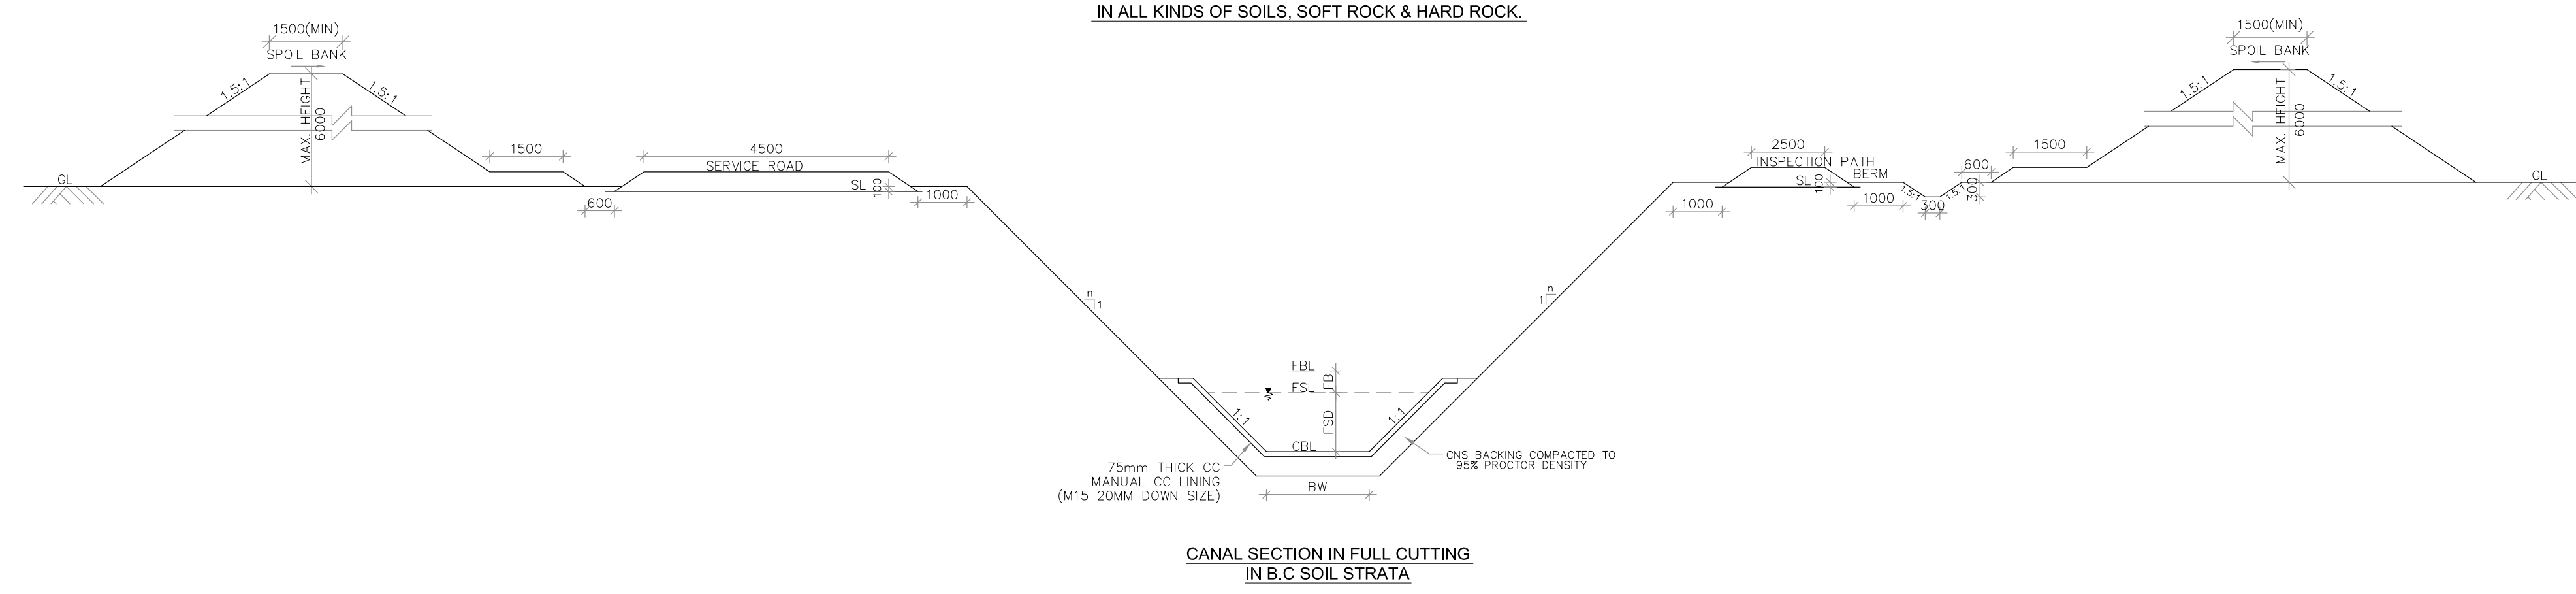 IN ALL KINDS OF SOILS, SOFT ROCK & HARD ROCK.
1500(MIN)
SPOIL BANK
1.5:1
1.5:1
MAX. HEIGHT
6000
GL
1500
600
4500
SERVICE ROAD
SL
100
1000
n
1
FBL
FB
FSL
FSD
1:1
1:1
CBL
BW
75mm THICK CC
MANUAL CC LINING
(M15 20MM DOWN SIZE)
CNS BACKING COMPACTED TO
95% PROCTOR DENSITY
n
1
1000
2500
INSPECTION PATH
SL
100
BERM
1000
1.5:1
300
1.5:1
300
600
1500
1500(MIN)
SPOIL BANK
1.5:1
1.5:1
MAX. HEIGHT
6000
GL
CANAL SECTION IN FULL CUTTING
IN B.C SOIL STRATA